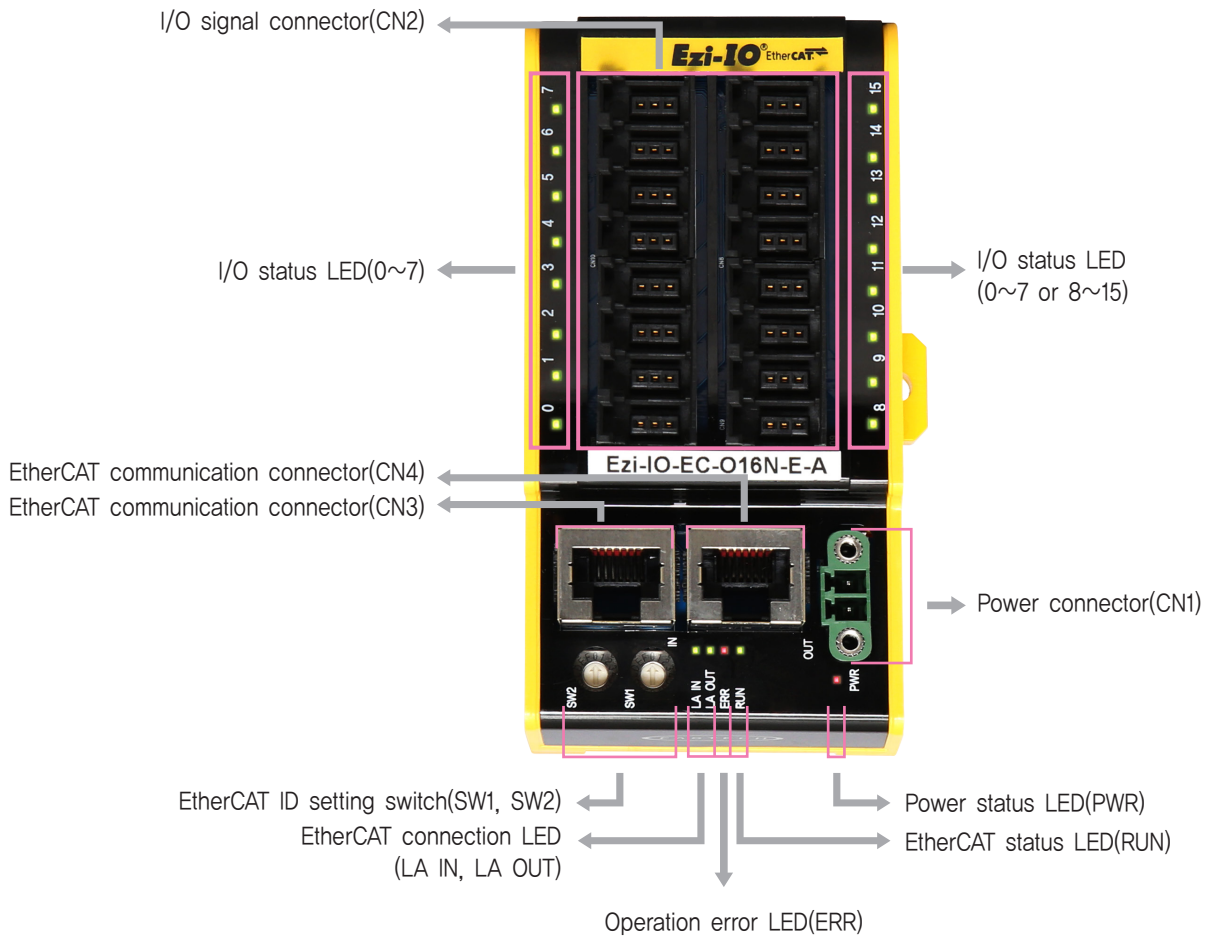 I/O signal connector(CN2)
Ezi-IO® EtherCAT
7
6
5
4
3
2
1
0
15
14
13
12
11
10
9
8
CN10
CN8
I/O status LED(0~7)
I/O status LED
(0~7 or 8~15)
Ezi-IO-EC-O16N-E-A
EtherCAT communication connector(CN4)
EtherCAT communication connector(CN3)
Power connector(CN1)
IN
OUT
SW2
SW1
LA IN
LA OUT
ERR
RUN
PWR
EtherCAT ID setting switch(SW1, SW2)
EtherCAT connection LED
(LA IN, LA OUT)
Power status LED(PWR)
EtherCAT status LED(RUN)
Operation error LED(ERR)